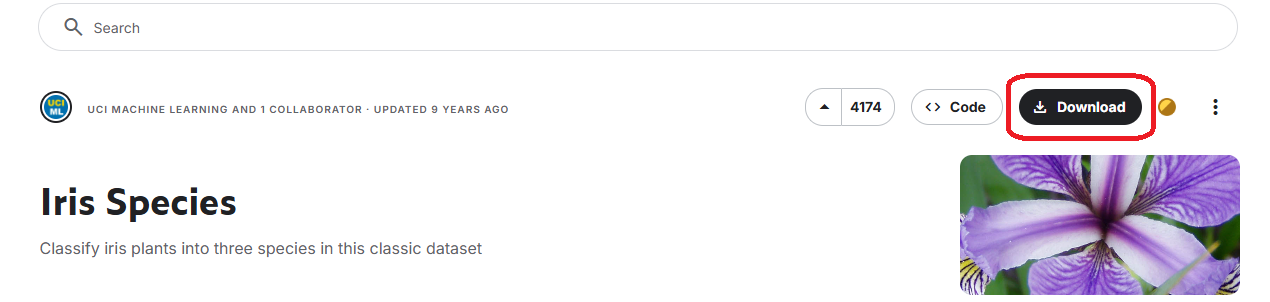 Search
UCI ML
UCI MACHINE LEARNING AND 1 COLLABORATOR · UPDATED 9 YEARS AGO
4174
Code
Download
Iris Species
Classify iris plants into three species in this classic dataset